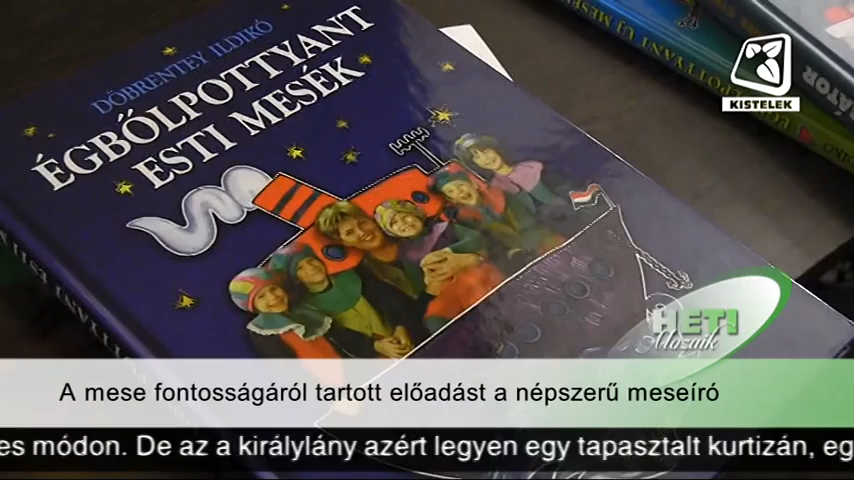 DÖBRENTEY ILDIKÓ
ÉGBŐLPOTTYANT
ESTI MESÉK
KISTELEK
HETI
Mozaik
A mese fontosságáról tartott előadást a népszerű meseíró
es módon. De az a királylány azért legyen egy tapasztalt kurtizán, eg